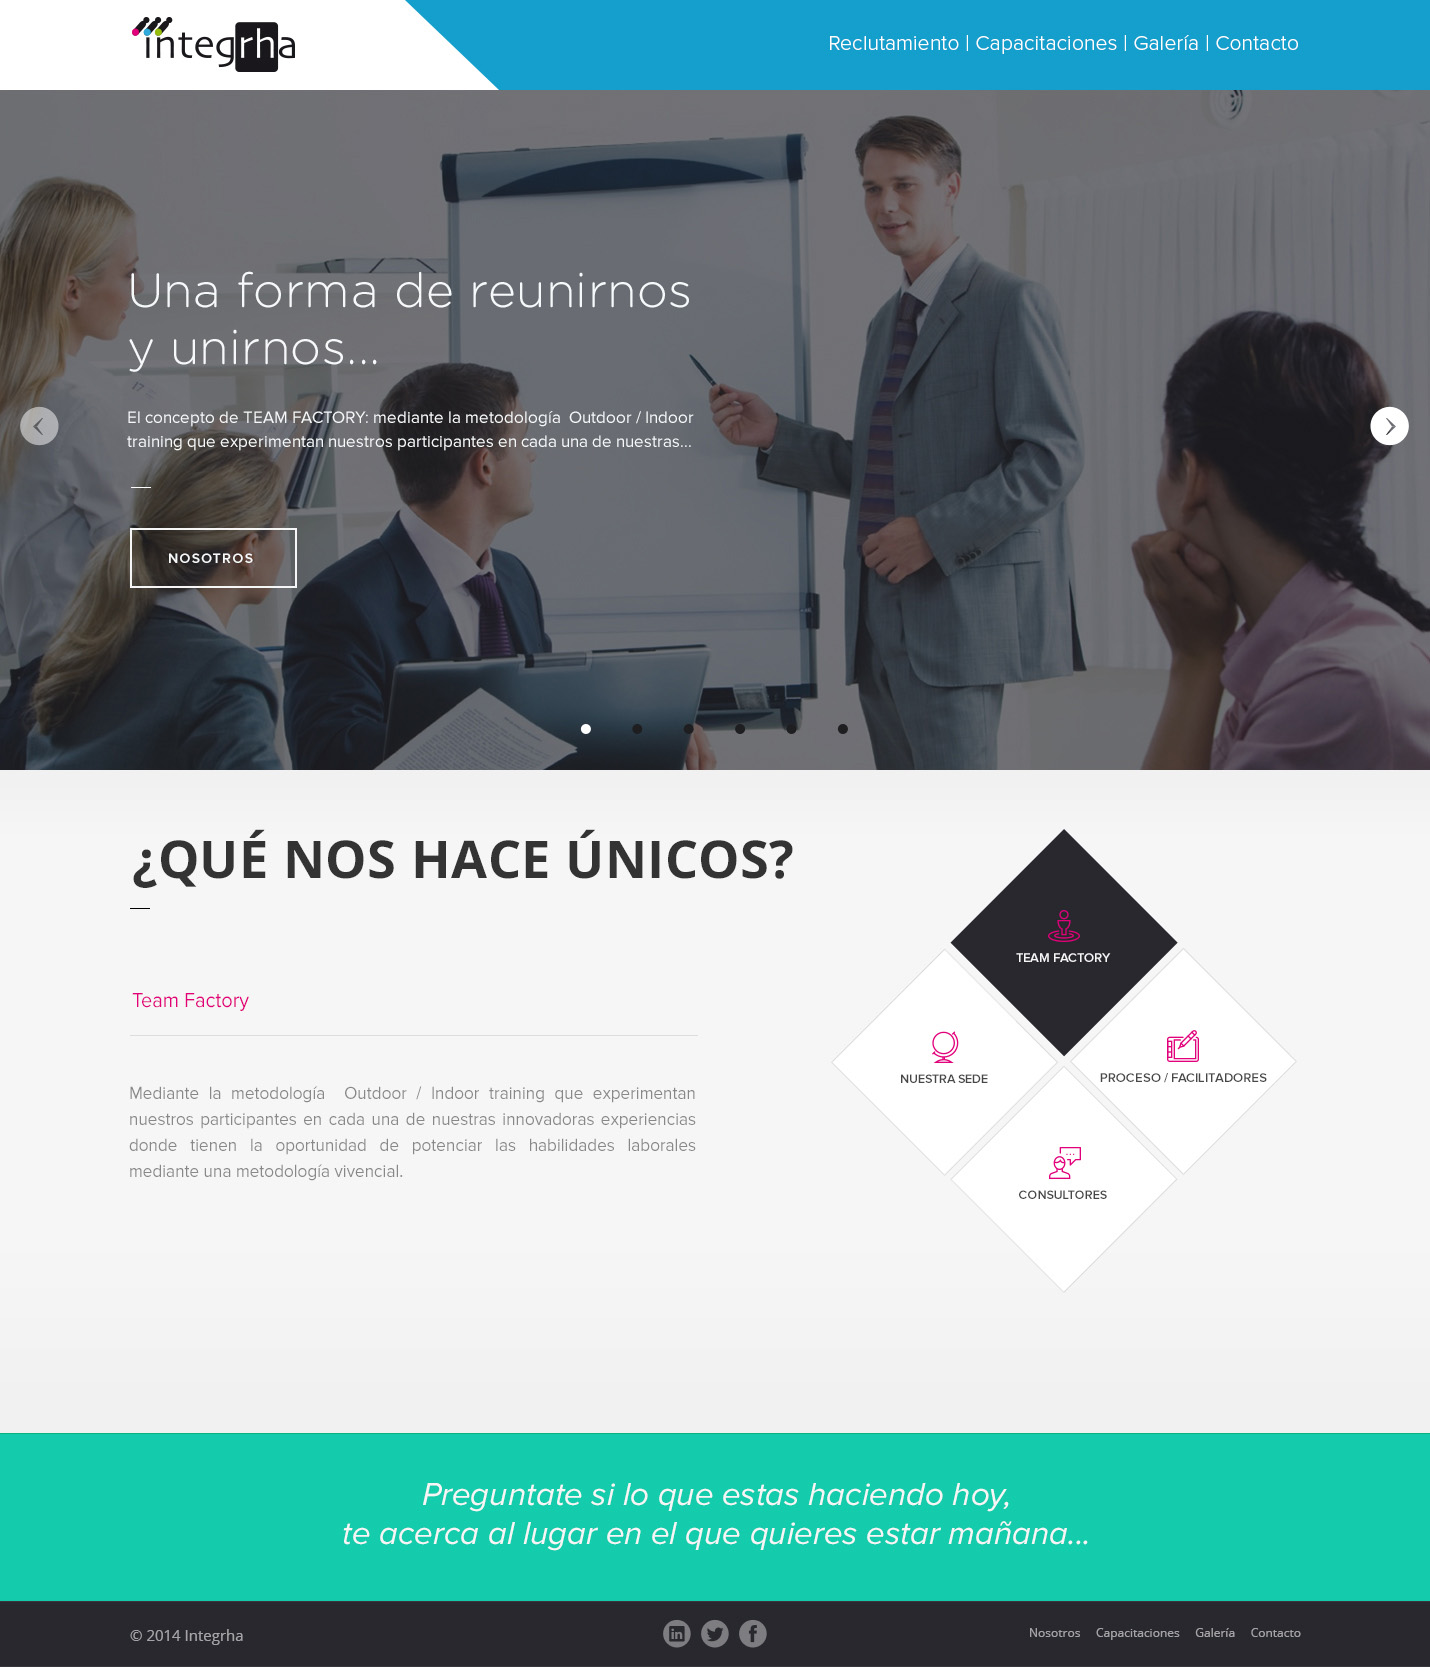 integrha
Reclutamiento | Capacitaciones | Galería | Contacto
Una forma de reunirnos
y unirnos...
El concepto de TEAM FACTORY: mediante la metodología Outdoor / Indoor
training que experimentan nuestros participantes en cada una de nuestras...
NOSOTROS
¿QUÉ NOS HACE ÚNICOS?
Team Factory
Mediante la metodología Outdoor / Indoor training que experimentan
nuestros participantes en cada una de nuestras innovadoras experiencias
donde tienen la oportunidad de potenciar las habilidades laborales
mediante una metodología vivencial.
TEAM FACTORY
NUESTRA SEDE
PROCESO / FACILITADORES
CONSULTORES
Preguntate si lo que estas haciendo hoy,
te acerca al lugar en el que quieres estar mañana...
© 2014 Integrha
in
f
Nosotros Capacitaciones Galería Contacto